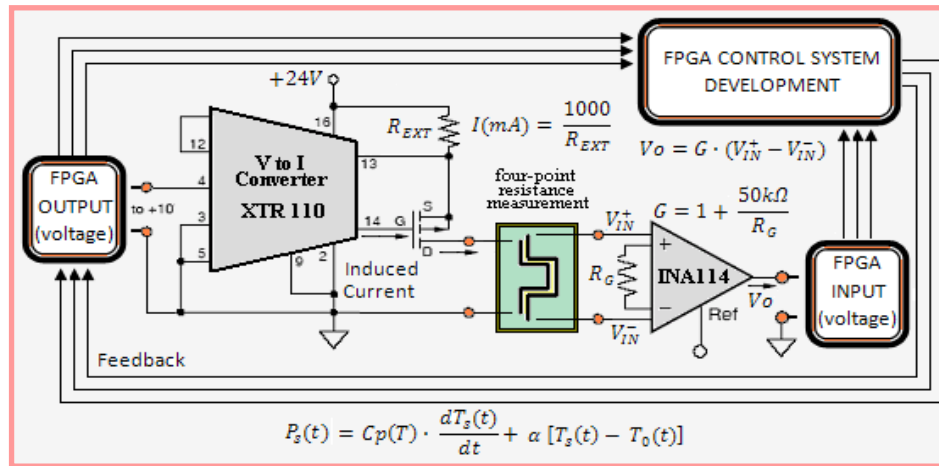 FPGA CONTROL SYSTEM
DEVELOPMENT
+24V
16
R_EXT
I(mA) = 1000 / R_EXT
Vo = G · (V_IN^+ − V_IN^−)
12
13
V to I
Converter
XTR 110
FPGA
OUTPUT
(voltage)
to +10
4
3
5
9
2
14
G
S
D
Induced
Current
four-point
resistance
measurement
V_IN^+
G = 1 + 50kΩ / R_G
R_G
+
−
INA114
V_IN^−
Ref
Vo
FPGA
INPUT
(voltage)
Feedback
P_s(t) = Cp(T) · dT_s(t) / dt + α [T_s(t) − T_0(t)]